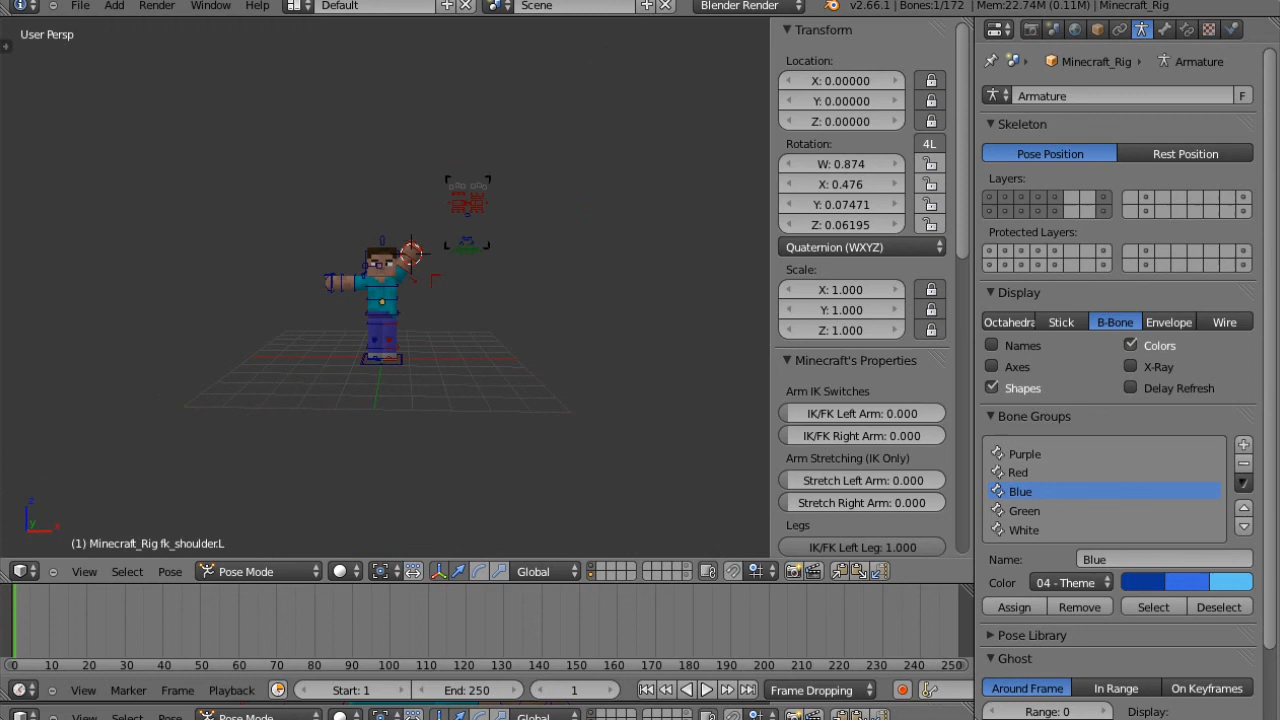 File Add Render Window Help Default Scene Blender Render v2.66.1 | Bones:1/172 | Mem:22.74M (0.11M) | Minecraft_Rig
User Persp
z
y x
(1) Minecraft_Rig fk_shoulder.L
View Select Pose Pose Mode Global
Transform
Location:
X: 0.00000
Y: 0.00000
Z: 0.00000
Rotation: 4L
W: 0.874
X: 0.476
Y: 0.07471
Z: 0.06195
Quaternion (WXYZ)
Scale:
X: 1.000
Y: 1.000
Z: 1.000
Minecraft's Properties
Arm IK Switches
IK/FK Left Arm: 0.000
IK/FK Right Arm: 0.000
Arm Stretching (IK Only)
Stretch Left Arm: 0.000
Stretch Right Arm: 0.000
Legs
IK/FK Left Leg: 1.000
Minecraft_Rig Armature
Armature F
Skeleton
Pose Position Rest Position
Layers:
Protected Layers:
Display
Octahedra Stick B-Bone Envelope Wire
Names Colors
Axes X-Ray
Shapes Delay Refresh
Bone Groups
Purple
Red
Blue
Green
White
Name: Blue
Color 04 - Theme
Assign Remove Select Deselect
Pose Library
Ghost
Around Frame In Range On Keyframes
Range: 0 Display:
0 10 20 30 40 50 60 70 80 90 100 110 120 130 140 150 160 170 180 190 200 210 220 230 240 250
View Marker Frame Playback Start: 1 End: 250 1 Frame Dropping
View Select Pose Pose Mode Global